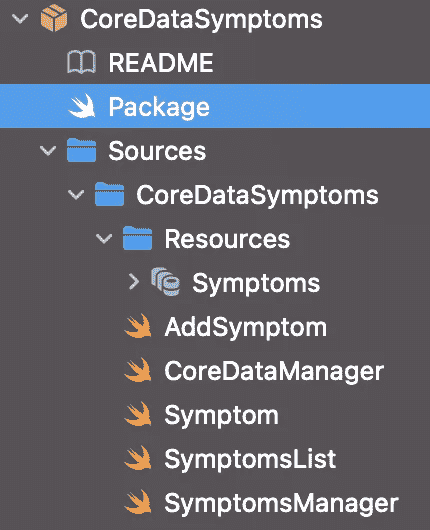 CoreDataSymptoms
README
Package
Sources
CoreDataSymptoms
Resources
Symptoms
AddSymptom
CoreDataManager
Symptom
SymptomsList
SymptomsManager